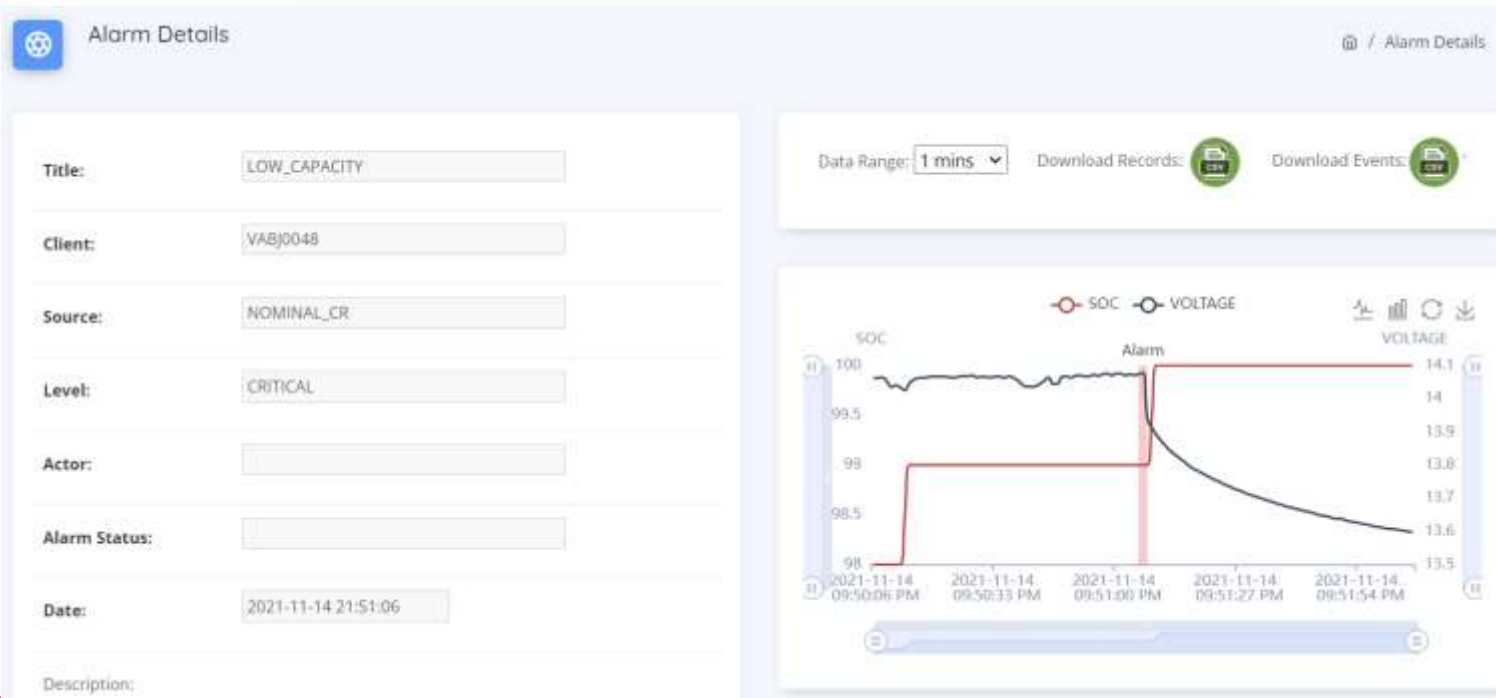 Alarm Details
/ Alarm Details
Title: LOW_CAPACITY
Client: VABJ0048
Source: NOMINAL_CR
Level: CRITICAL
Actor:
Alarm Status:
Date: 2021-11-14 21:51:06
Description:
Data Range: 1 mins Download Records: CSV Download Events: CSV
SOC VOLTAGE
SOC VOLTAGE
Alarm
100 14.1
14
99.5
13.9
99 13.8
13.7
98.5
13.6
98 13.5
2021-11-14 2021-11-14 2021-11-14 2021-11-14 2021-11-14
09:50:06 PM 09:50:33 PM 09:51:00 PM 09:51:27 PM 09:51:54 PM